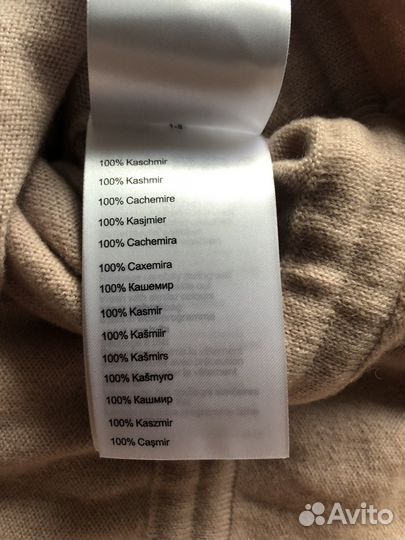 1-8
100% Kaschmir
100% Kashmir
100% Cachemire
100% Kasjmier
100% Cachemira
100% Caxemira
100% Кашемир
100% Kasmir
100% Kašmiir
100% Kašmirs
100% Kašmyro
100% Кашмир
100% Kaszmir
100% Caşmir
Avito